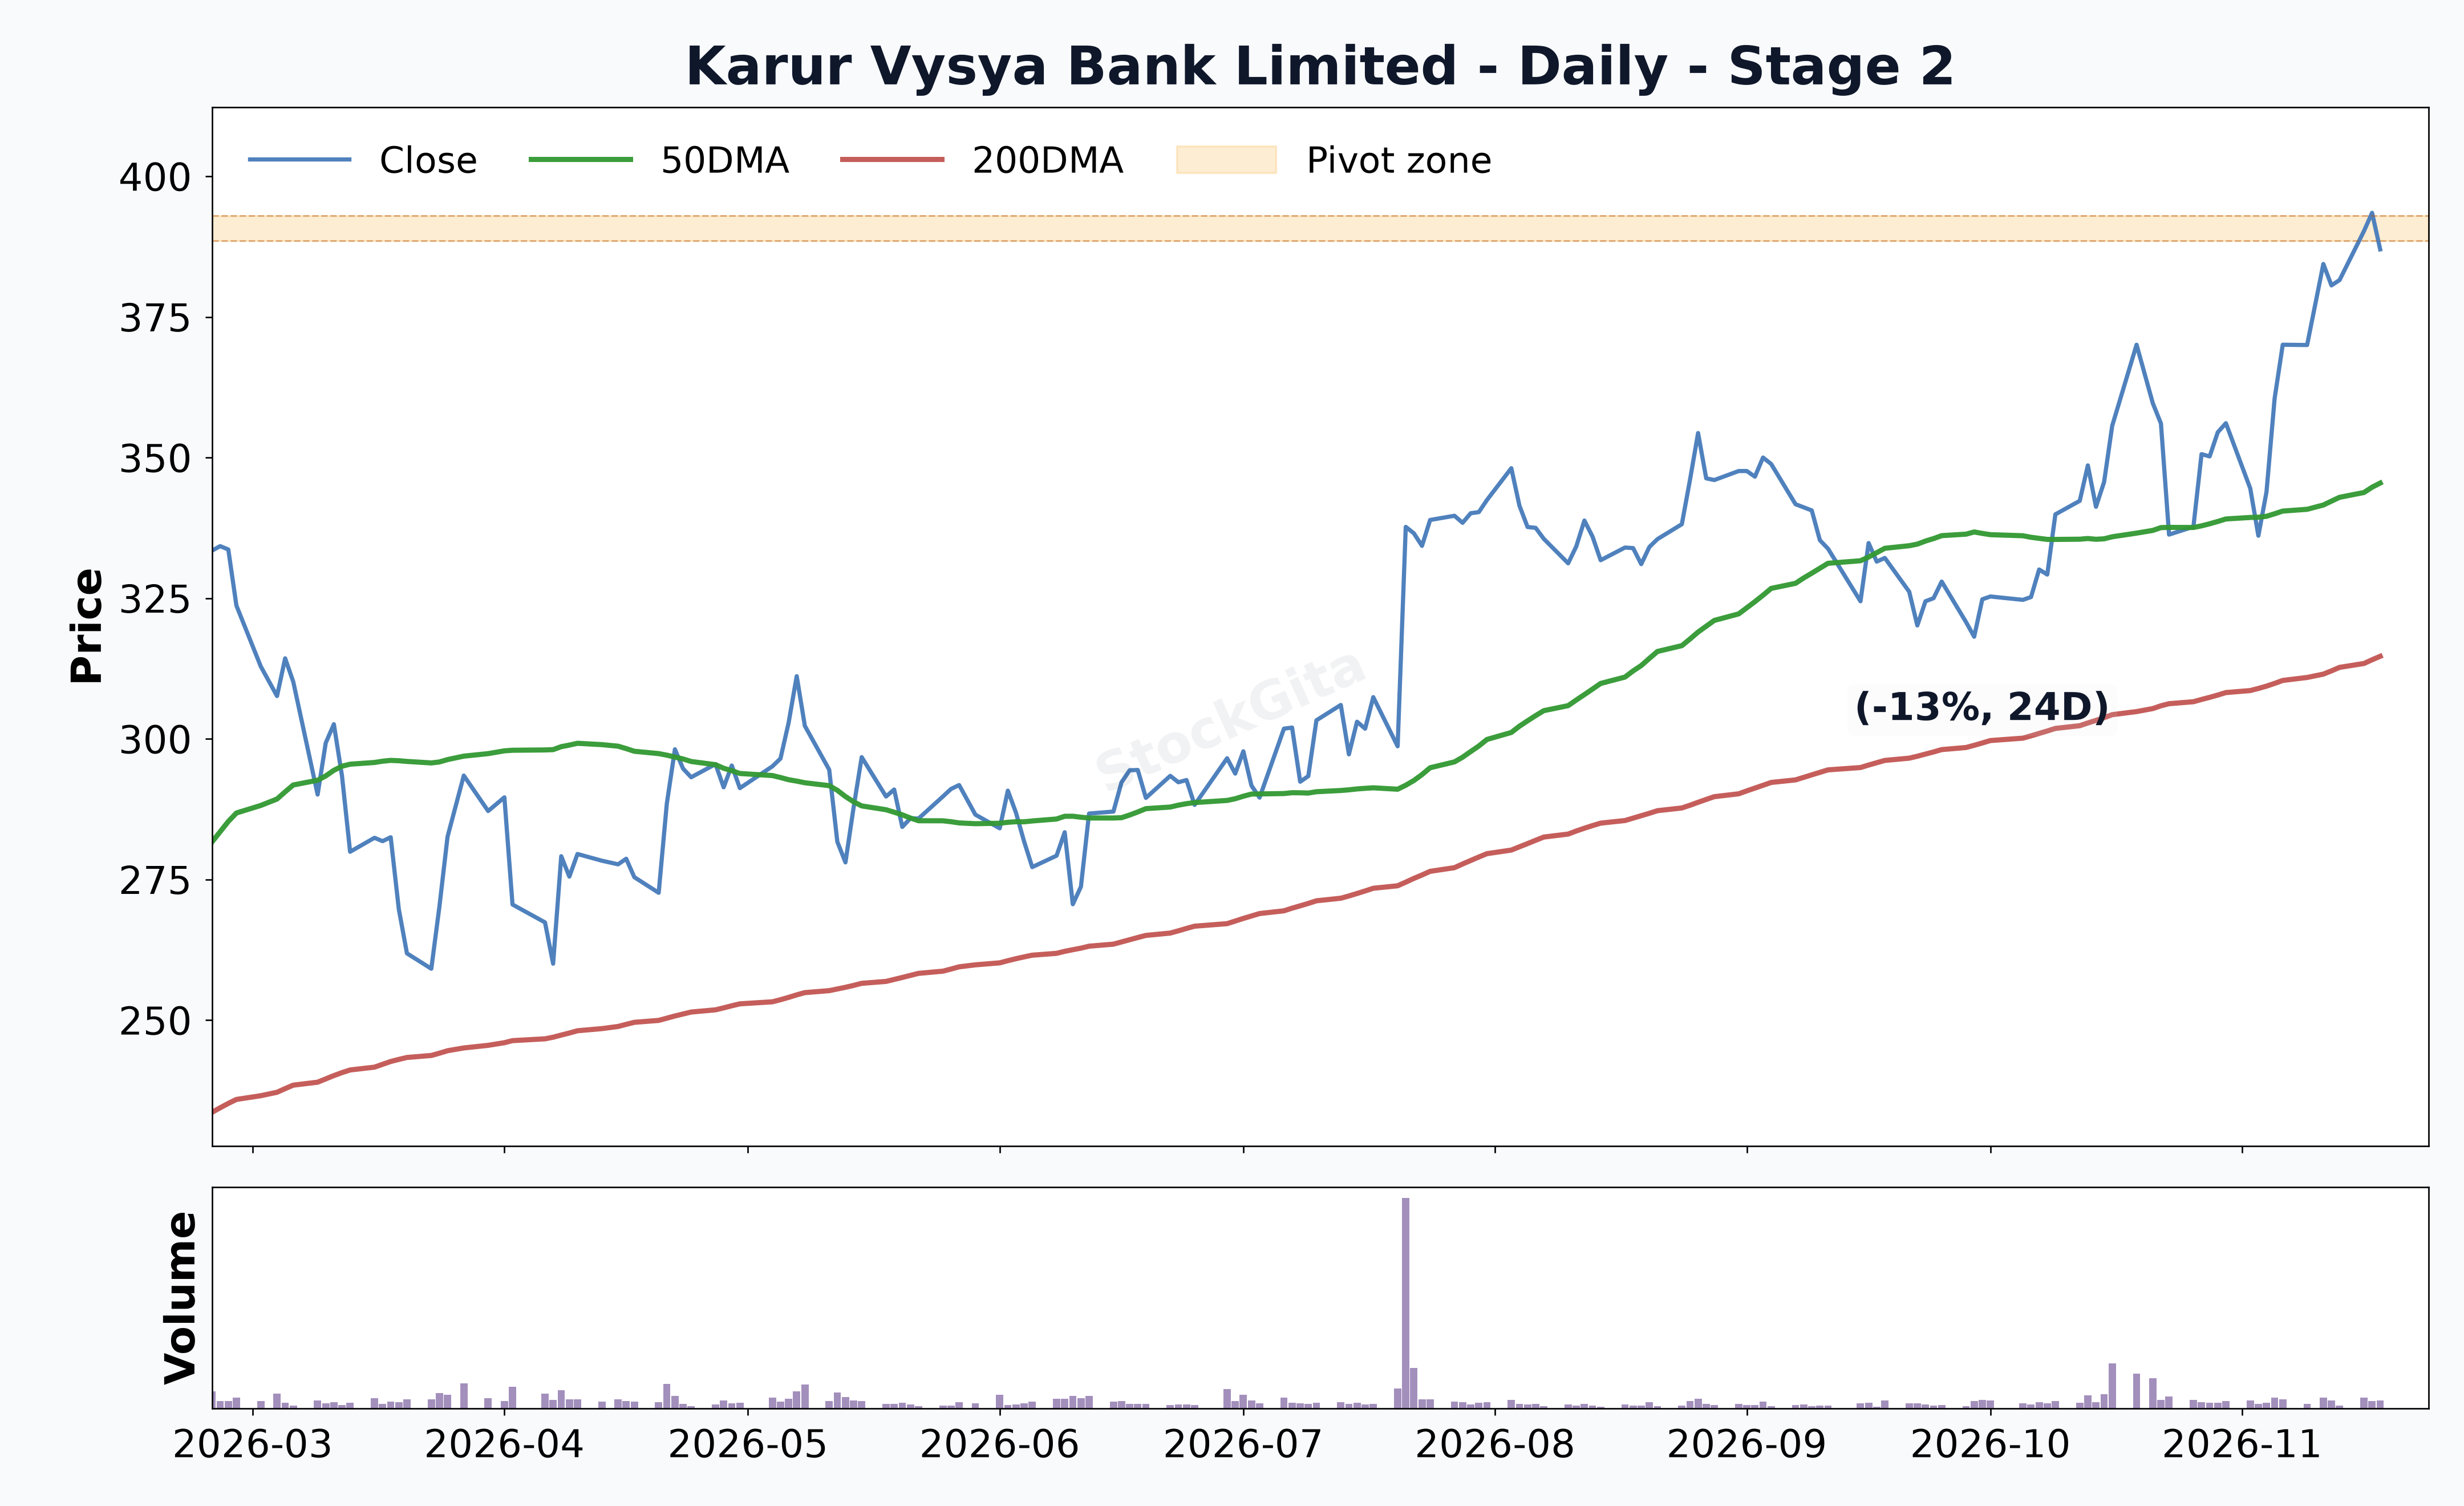 Karur Vysya Bank Limited - Daily - Stage 2
Close 50DMA 200DMA Pivot zone
400
375
350
325
300
275
250
Price
StockGita
(-13%, 24D)
Volume
2026-03 2026-04 2026-05 2026-06 2026-07 2026-08 2026-09 2026-10 2026-11